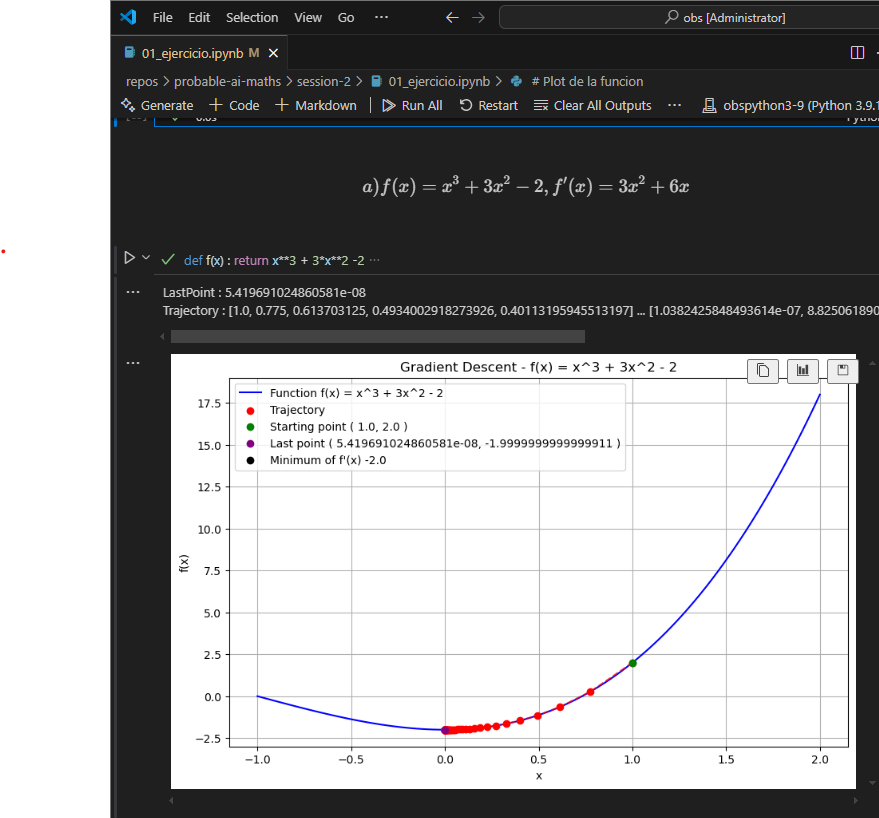 File Edit Selection View Go ··· obs [Administrator]
01_ejercicio.ipynb M
repos > probable-ai-maths > session-2 > 01_ejercicio.ipynb > # Plot de la funcion
Generate + Code + Markdown Run All Restart Clear All Outputs ··· obspython3-9 (Python 3.9.1
a)f(x) = x³ + 3x² − 2, f′(x) = 3x² + 6x
def f(x) : return x**3 + 3*x**2 -2 ···
LastPoint : 5.419691024860581e-08
Trajectory : [1.0, 0.775, 0.613703125, 0.4934002918273926, 0.40113195945513197] ... [1.0382425848493614e-07, 8.825061890
Gradient Descent - f(x) = x^3 + 3x^2 - 2
Function f(x) = x^3 + 3x^2 - 2
Trajectory
Starting point ( 1.0, 2.0 )
Last point ( 5.419691024860581e-08, -1.9999999999999911 )
Minimum of f'(x) -2.0
17.5
15.0
12.5
10.0
7.5
5.0
2.5
0.0
−2.5
f(x)
−1.0 −0.5 0.0 0.5 1.0 1.5 2.0
x